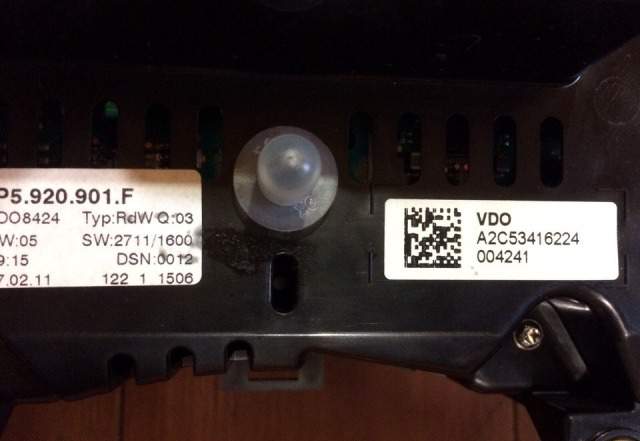 P5.920.901.F
DO8424 Typ:RdW Q:03
W:05 SW:2711/1600
9:15 DSN:0012
7.02.11 122 1 1506
VDO
A2C53416224
004241